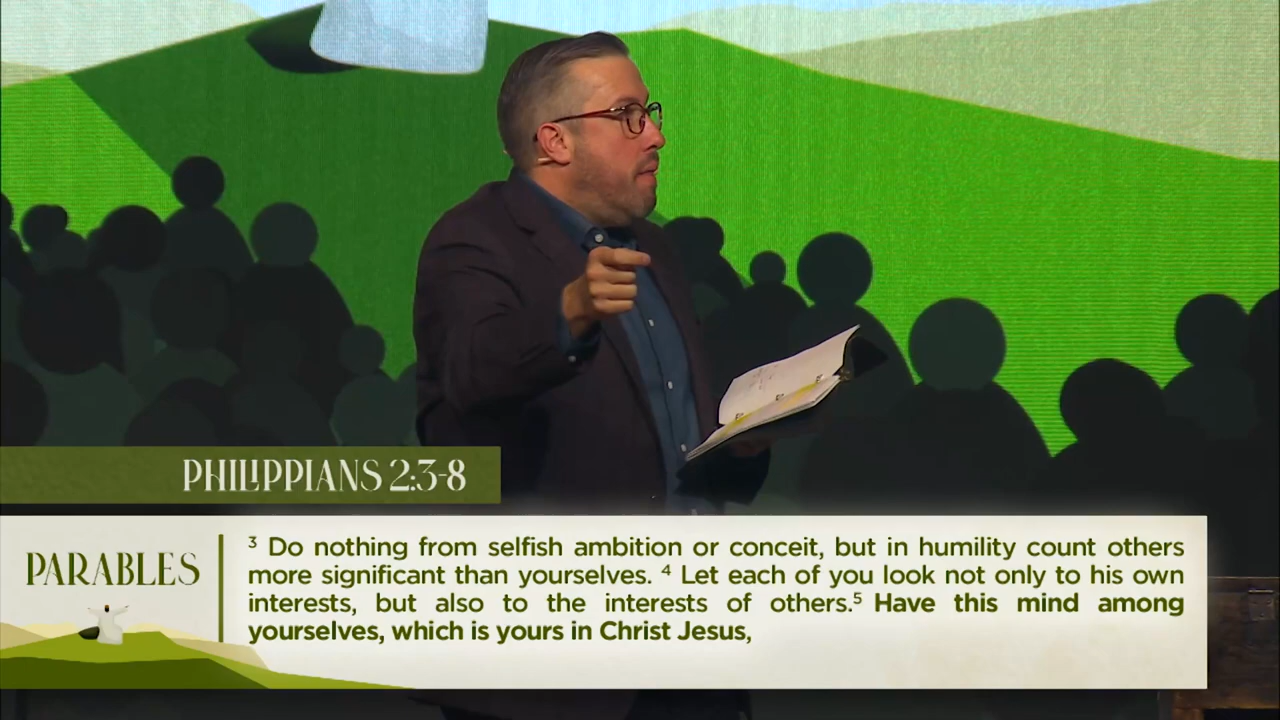 PHILIPPIANS 2:3-8
PARABLES
³ Do nothing from selfish ambition or conceit, but in humility count others
more significant than yourselves. ⁴ Let each of you look not only to his own
interests, but also to the interests of others.⁵ Have this mind among
yourselves, which is yours in Christ Jesus,